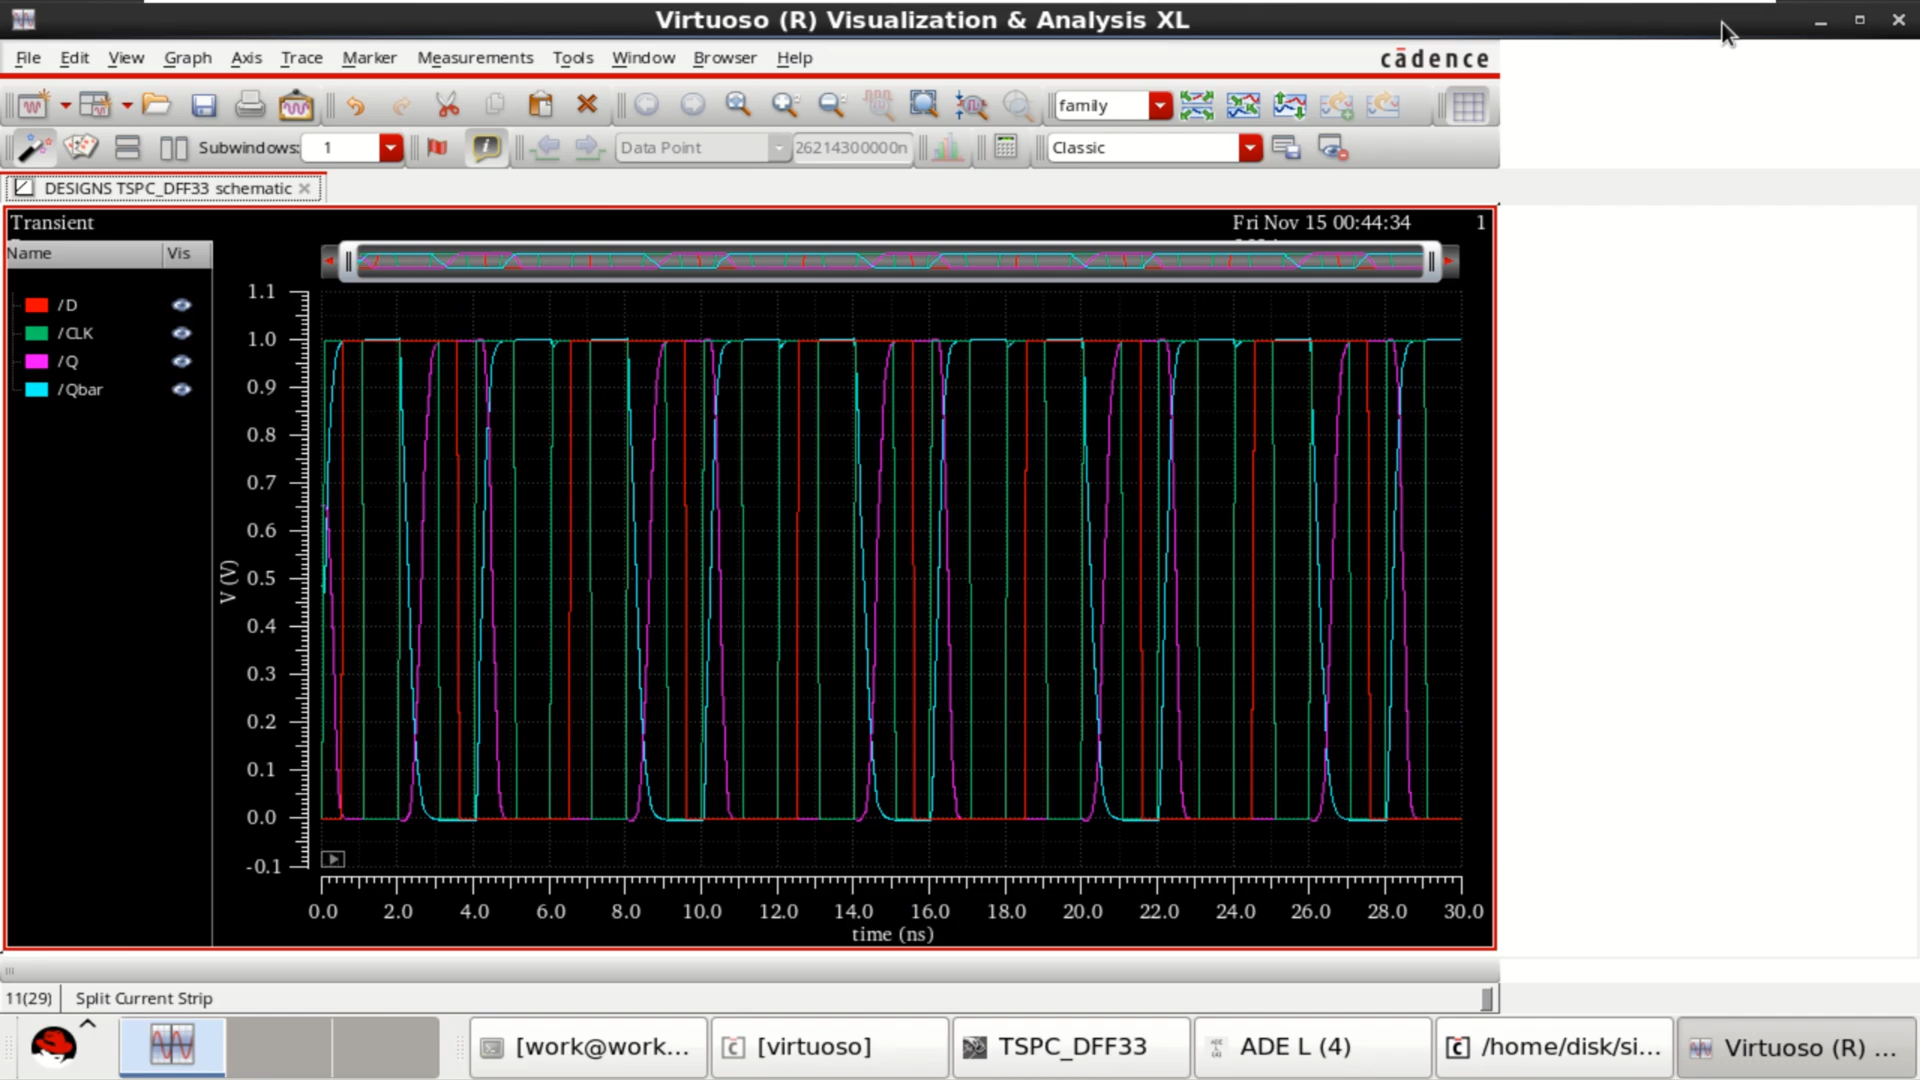 Virtuoso (R) Visualization & Analysis XL
File Edit View Graph Axis Trace Marker Measurements Tools Window Browser Help cādence
family
Subwindows: 1 Data Point 26214300000n Classic
DESIGNS TSPC_DFF33 schematic
Transient Fri Nov 15 00:44:34 1
Name Vis
/D
/CLK
/Q
/Qbar
1.1
1.0
0.9
0.8
0.7
0.6
0.5
0.4
0.3
0.2
0.1
0.0
-0.1
V (V)
0.0 2.0 4.0 6.0 8.0 10.0 12.0 14.0 16.0 18.0 20.0 22.0 24.0 26.0 28.0 30.0
time (ns)
11(29) Split Current Strip
[work@work... [virtuoso] TSPC_DFF33 ADE L (4) /home/disk/si... Virtuoso (R) ...